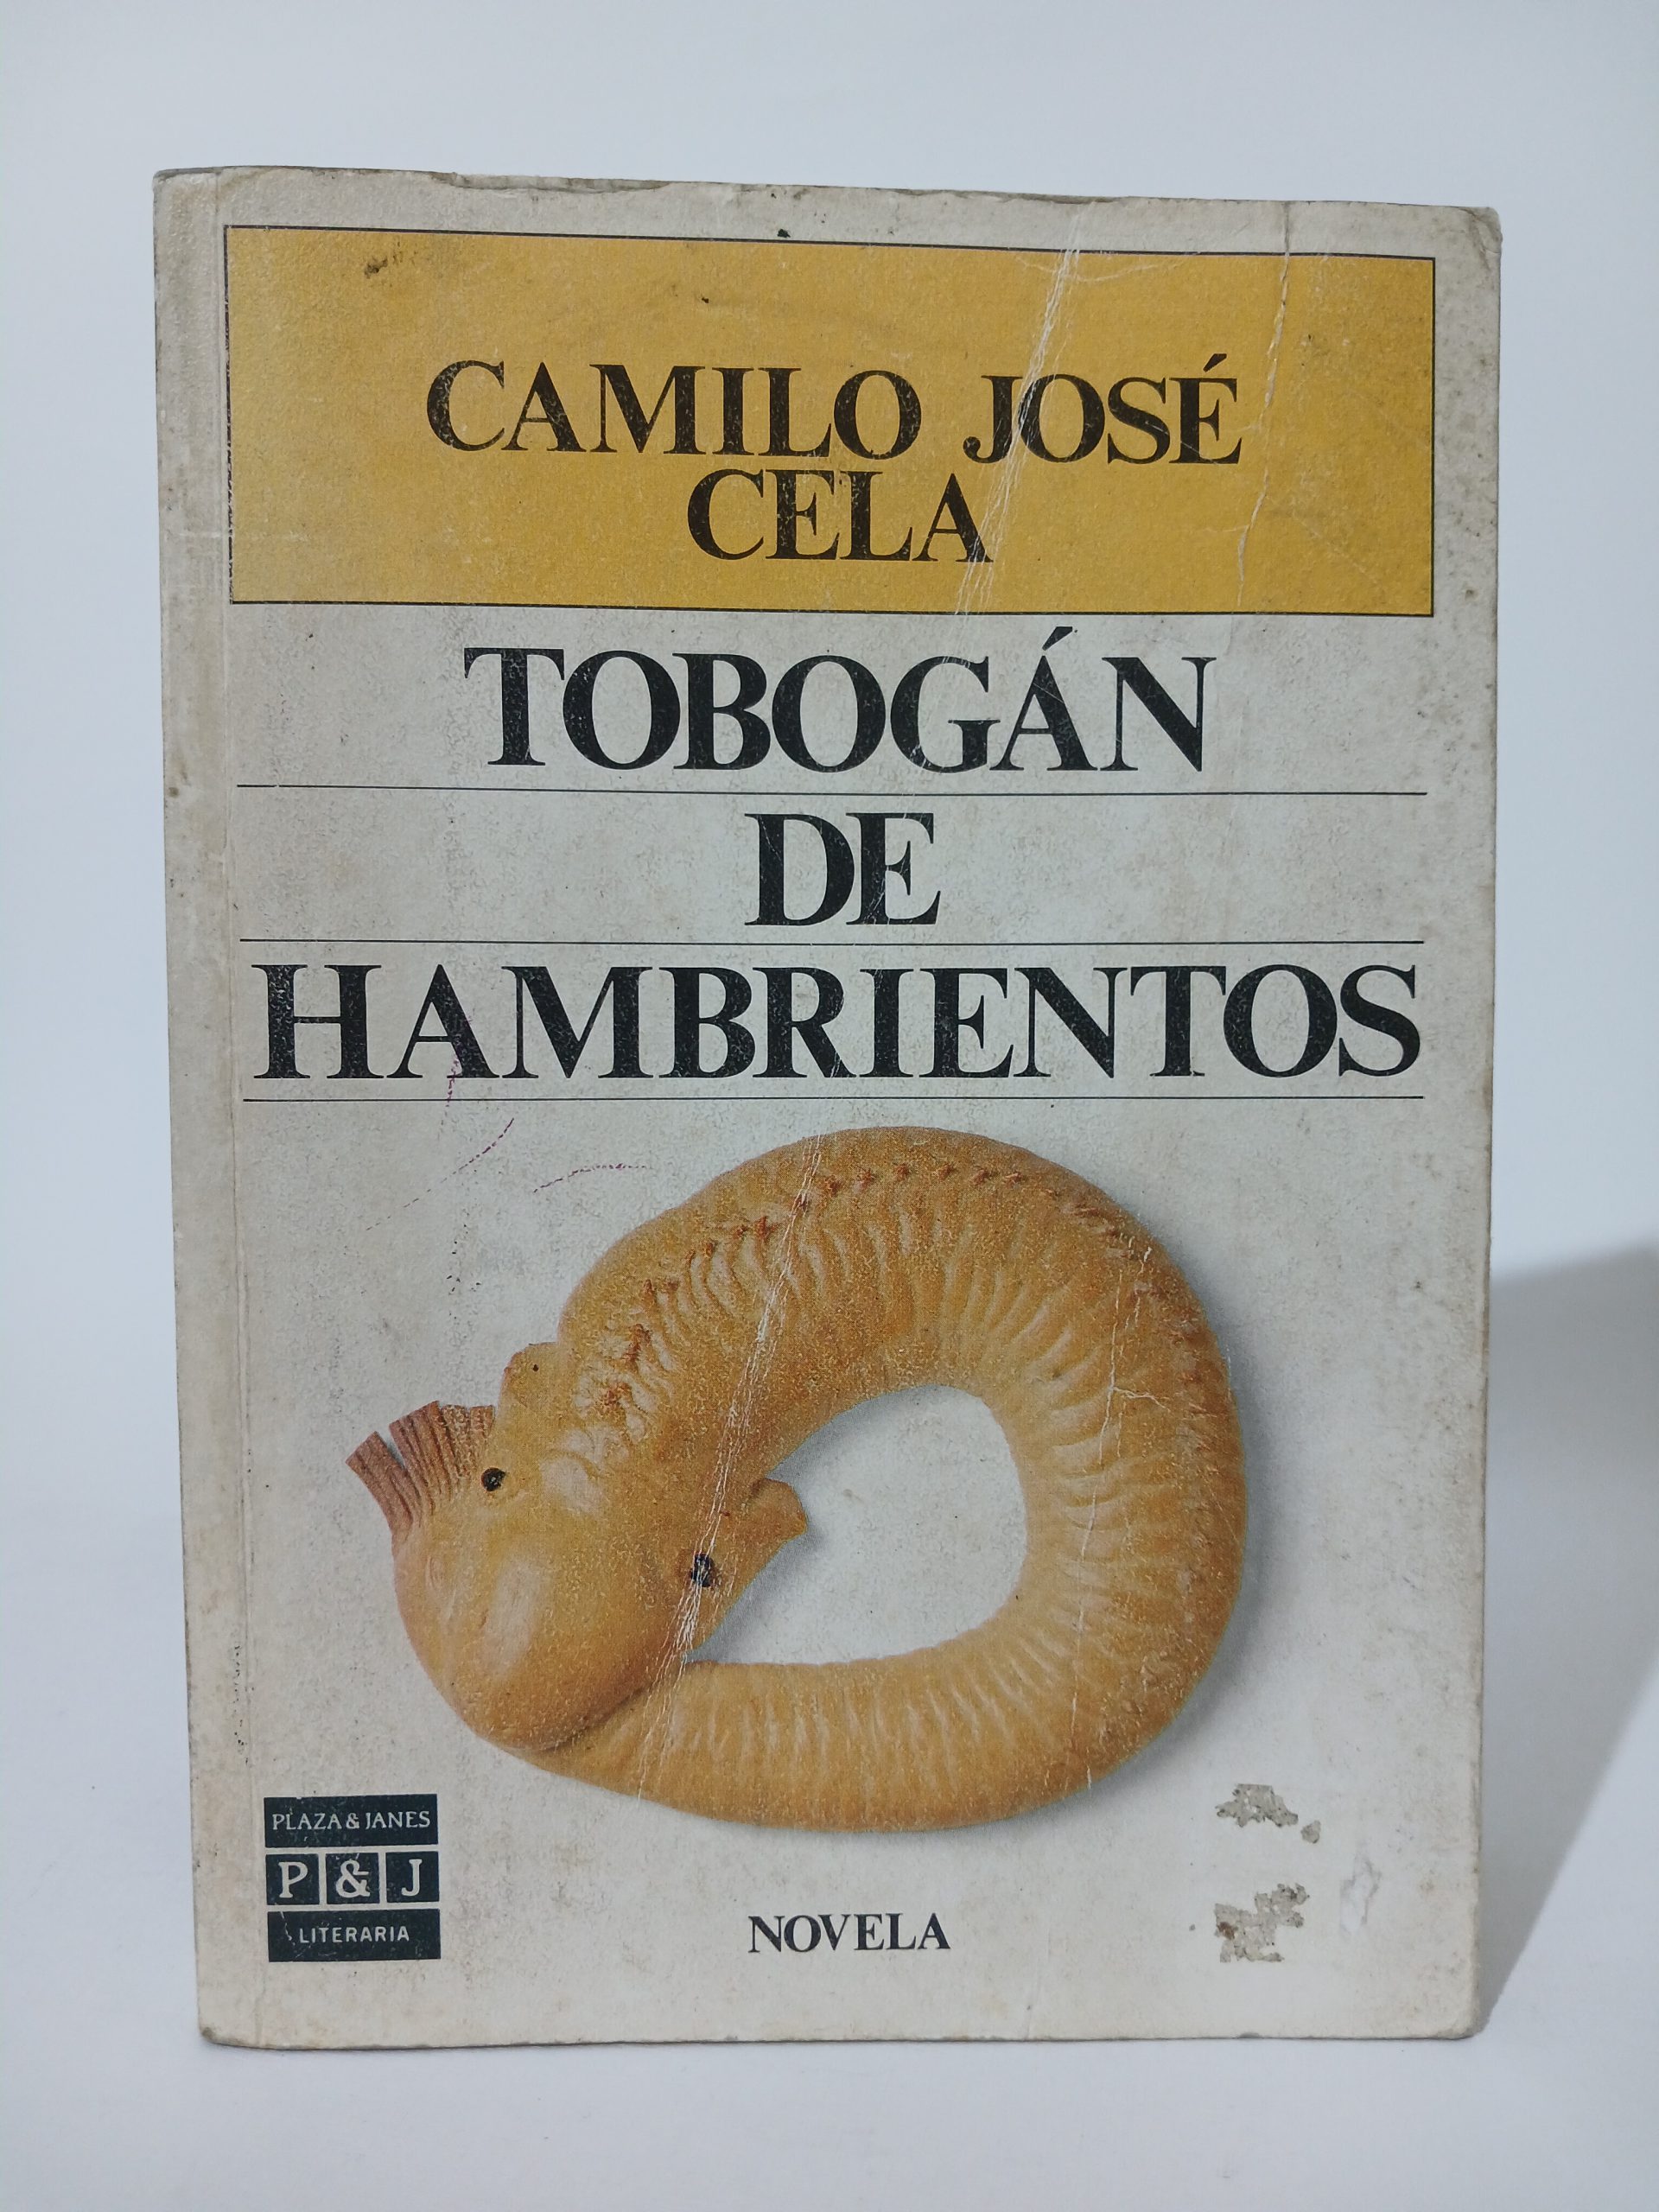 CAMILO JOSÉ
CELA
TOBOGÁN
DE
HAMBRIENTOS
PLAZA & JANES
P & J
LITERARIA
NOVELA